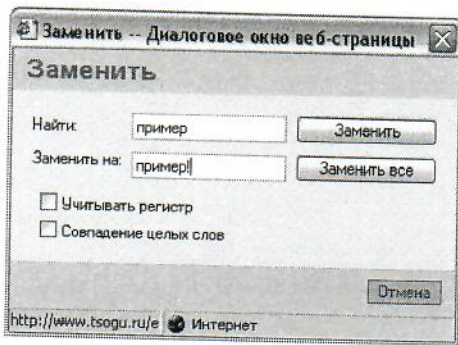 Заменить -- Диалоговое окно веб-страницы
Заменить
Найти: пример Заменить
Заменить на: пример! Заменить все
Учитывать регистр
Совпадение целых слов
Отмена
http://www.tsogu.ru/e Интернет